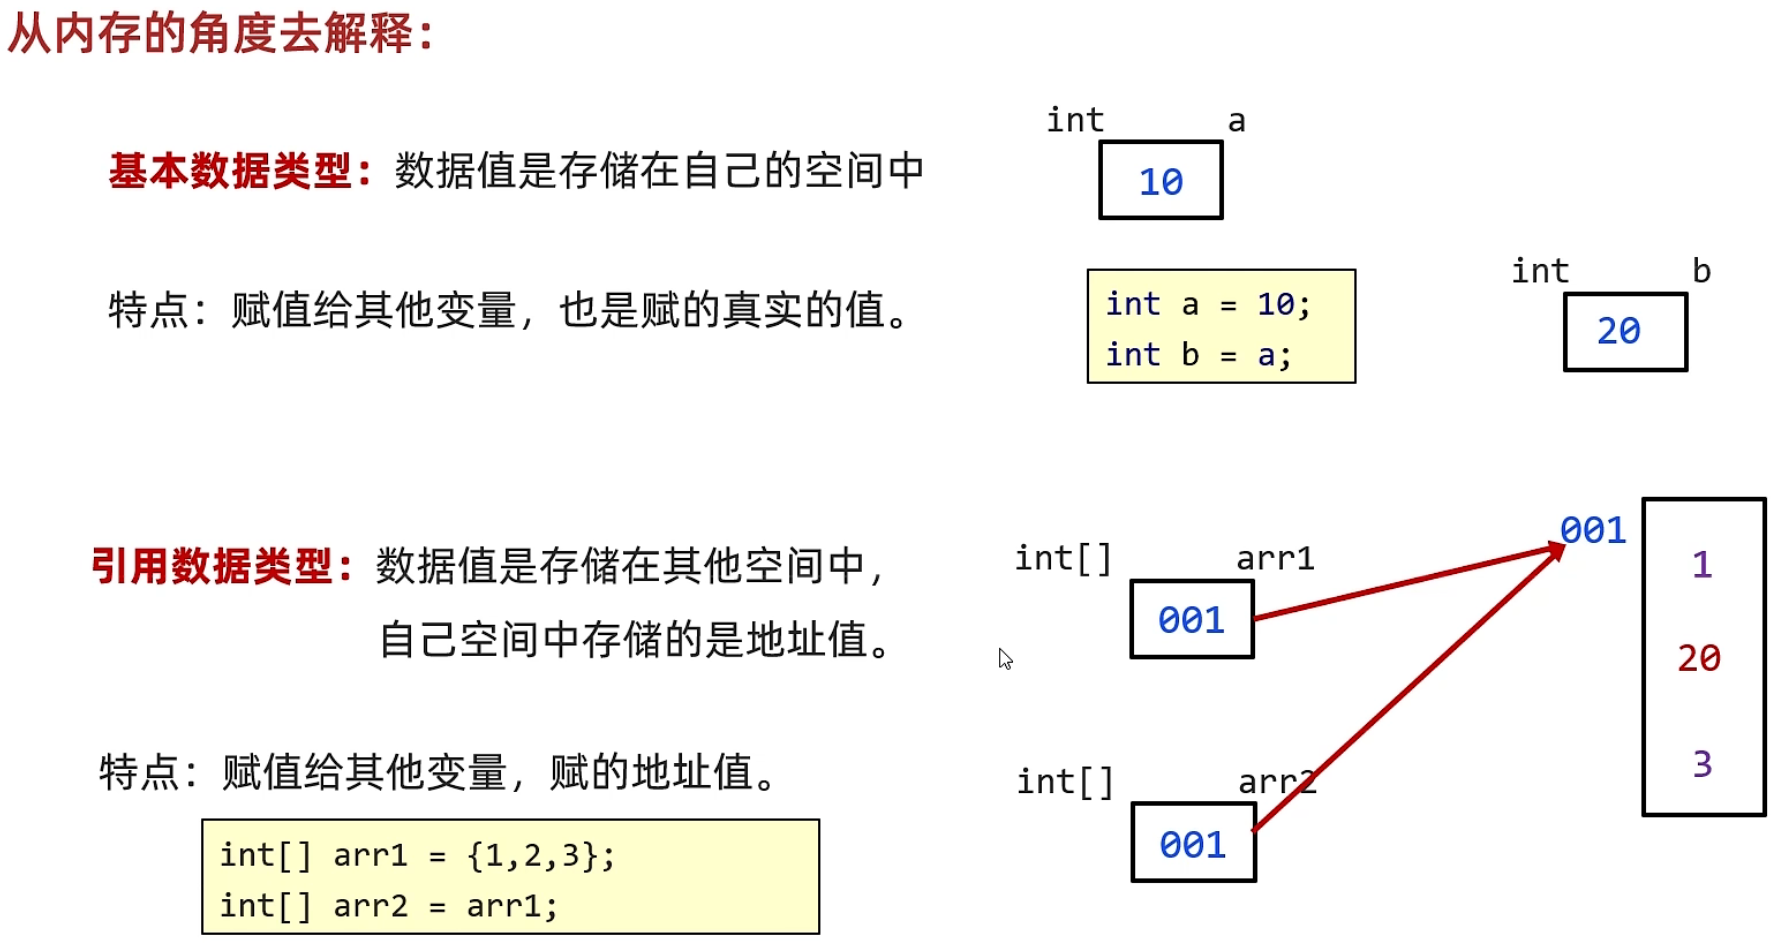 从内存的角度去解释：
基本数据类型：数据值是存储在自己的空间中
特点：赋值给其他变量，也是赋的真实的值。
int a
10
int a = 10;
int b = a;
int b
20
引用数据类型：数据值是存储在其他空间中，
自己空间中存储的是地址值。
特点：赋值给其他变量，赋的地址值。
int[] arr1 = {1,2,3};
int[] arr2 = arr1;
int[] arr1
001
int[] arr2
001
001
1
20
3